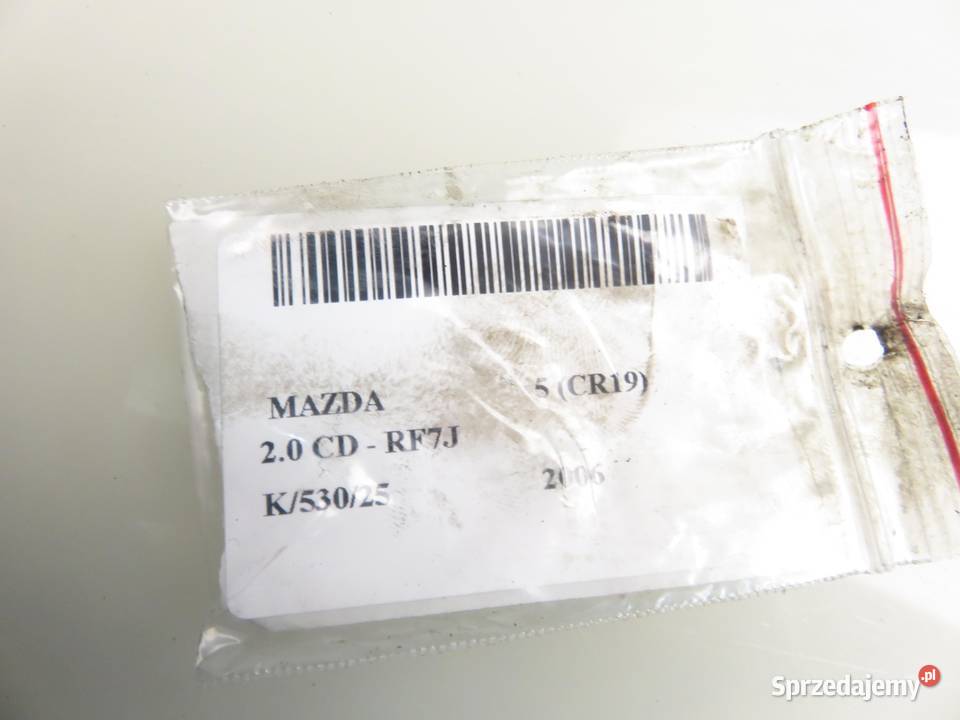 MAZDA 5 (CR19)
2.0 CD - RF7J
K/530/25 2006
Sprzedajemy.pl